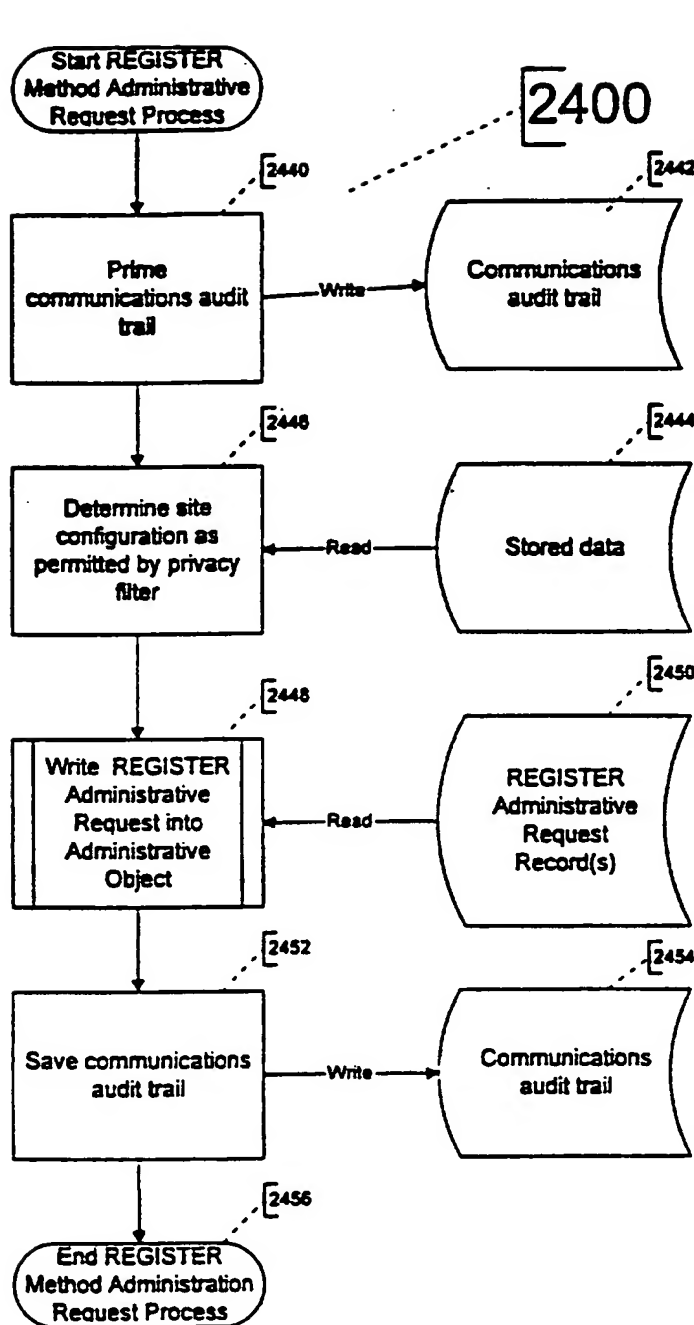 Start REGISTER
Method Administrative
Request Process
2400
2440
2442
Prime
communications audit
trail
Write
Communications
audit trail
2446
2444
Determine site
configuration as
permitted by privacy
filter
Read
Stored data
2448
2450
Write REGISTER
Administrative
Request into
Administrative
Object
Read
REGISTER
Administrative
Request
Record(s)
2452
2454
Save communications
audit trail
Write
Communications
audit trail
2456
End REGISTER
Method Administration
Request Process